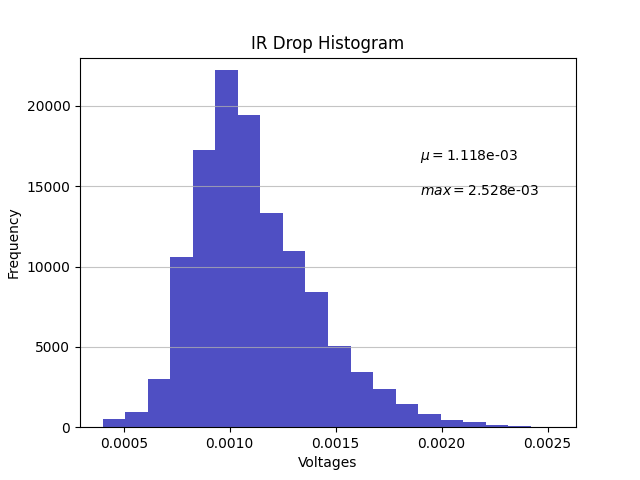 IR Drop Histogram
20000
15000
10000
5000
0
Frequency
μ = 1.118e-03
max = 2.528e-03
0.0005 0.0010 0.0015 0.0020 0.0025
Voltages